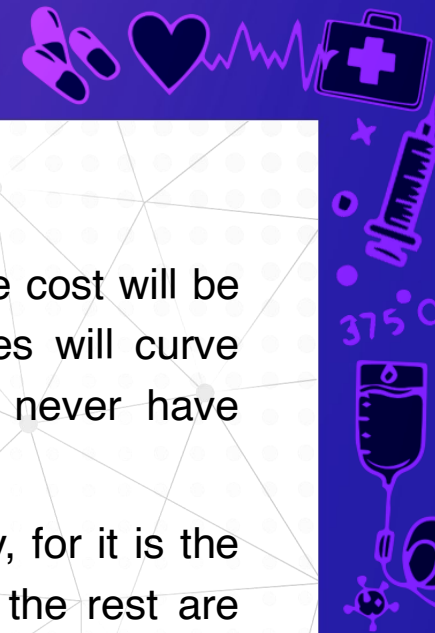 e cost will be
es will curve
never have
375
, for it is the
the rest are